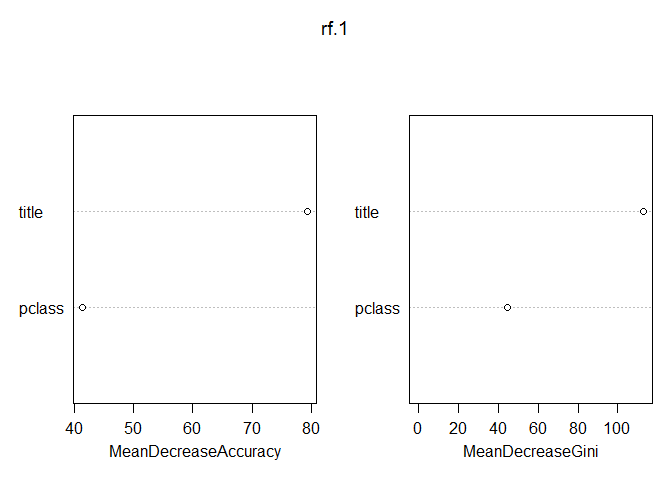 rf.1
title
pclass
40 50 60 70 80
MeanDecreaseAccuracy
title
pclass
0 20 40 60 80 100
MeanDecreaseGini